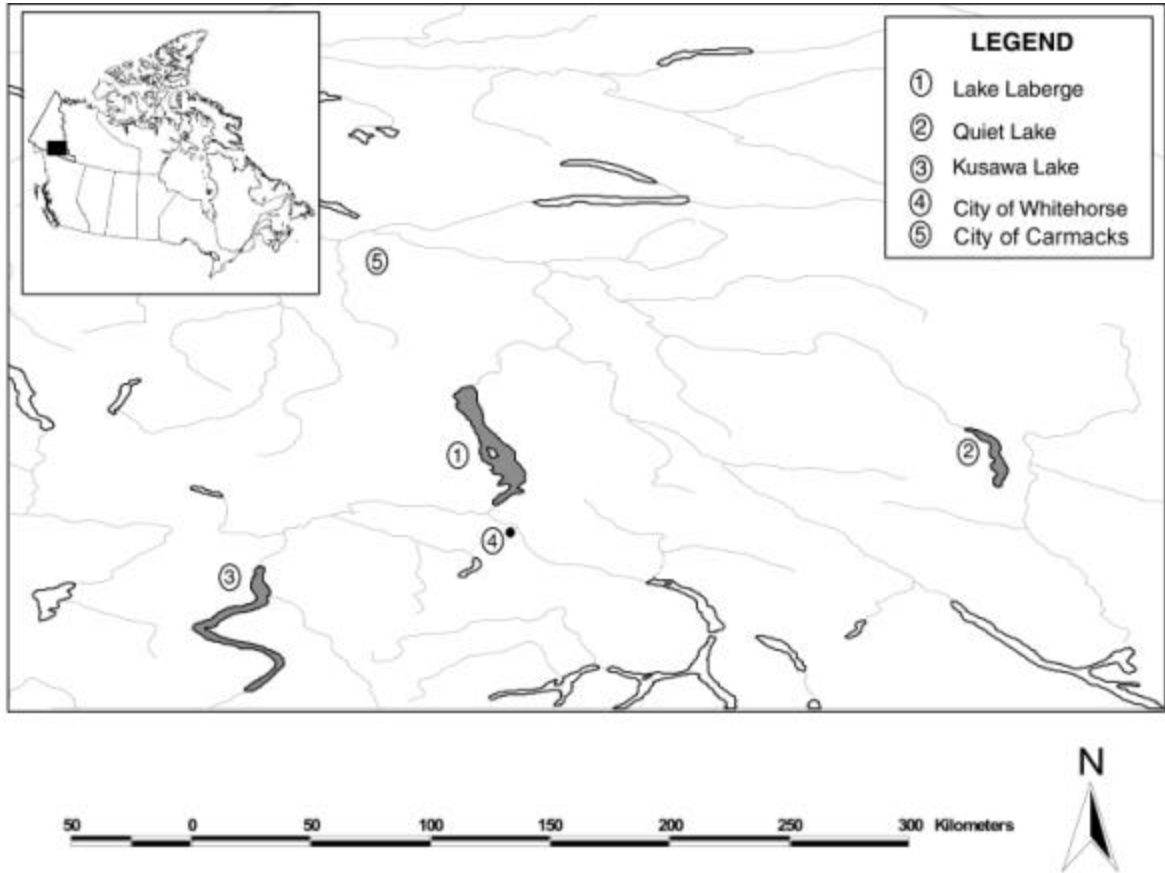 LEGEND
1 Lake Laberge
2 Quiet Lake
3 Kusawa Lake
4 City of Whitehorse
5 City of Carmacks
5
1
2
4
3
N
50 0 50 100 150 200 250 300 Kilometers